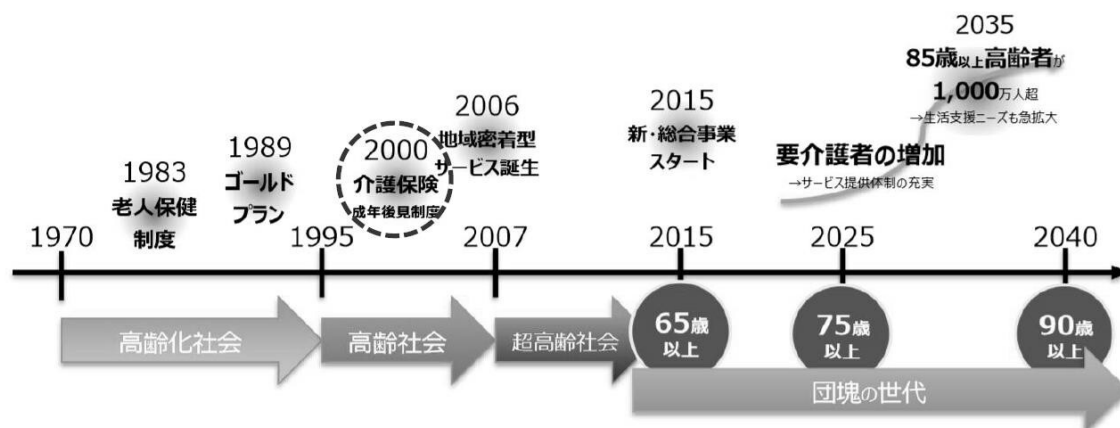 1983
老人保健
制度
1989
ゴールド
プラン
2000
介護保険
成年後見制度
2006
地域密着型
サービス誕生
2015
新・総合事業
スタート
要介護者の増加
→サービス提供体制の充実
2035
85歳以上高齢者が
1,000万人超
→生活支援ニーズも急拡大
1970
1995
2007
2015
2025
2040
高齢化社会
高齢社会
超高齢社会
65歳
以上
75歳
以上
90歳
以上
団塊の世代